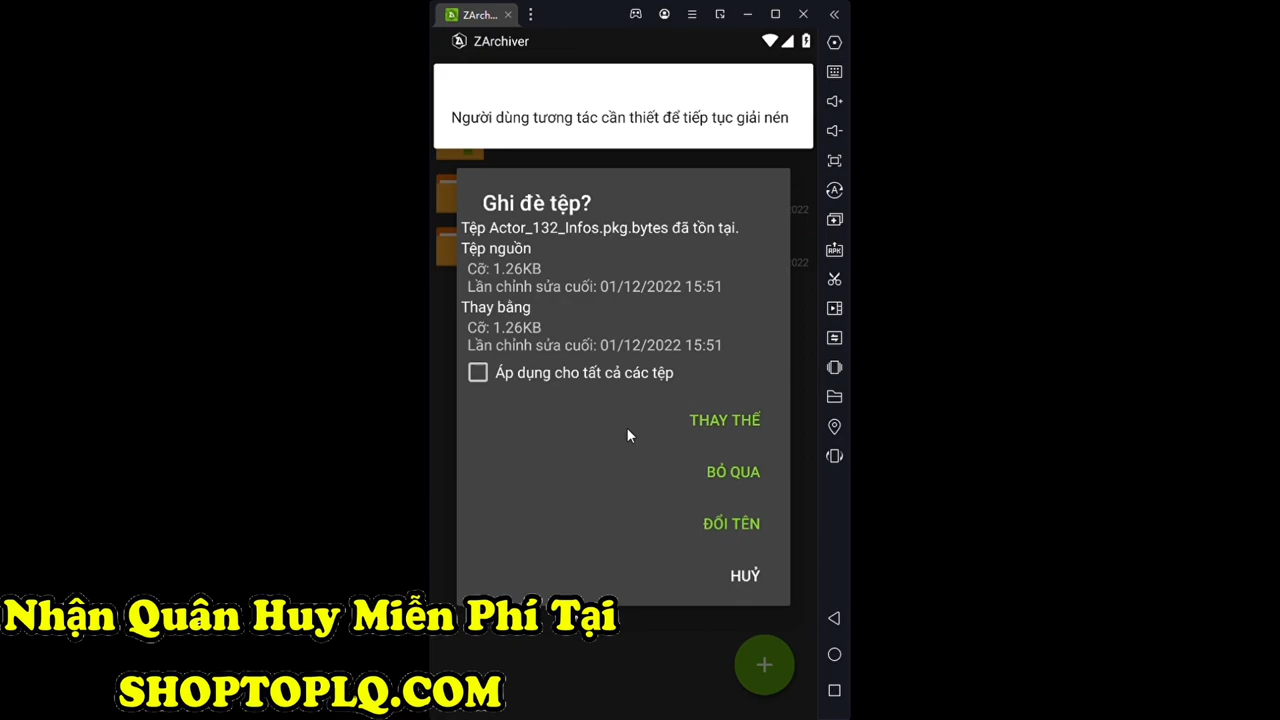 ZArch...
ZArchiver
Người dùng tương tác cần thiết để tiếp tục giải nén
2022
2022
Ghi đè tệp?
Tệp Actor_132_Infos.pkg.bytes đã tồn tại.
Tệp nguồn
Cỡ: 1.26KB
Lần chỉnh sửa cuối: 01/12/2022 15:51
Thay bằng
Cỡ: 1.26KB
Lần chỉnh sửa cuối: 01/12/2022 15:51
Áp dụng cho tất cả các tệp
THAY THẾ
BỎ QUA
ĐỔI TÊN
HUỶ
Nhận Quân Huy Miễn Phí Tại
SHOPTOPLQ.COM